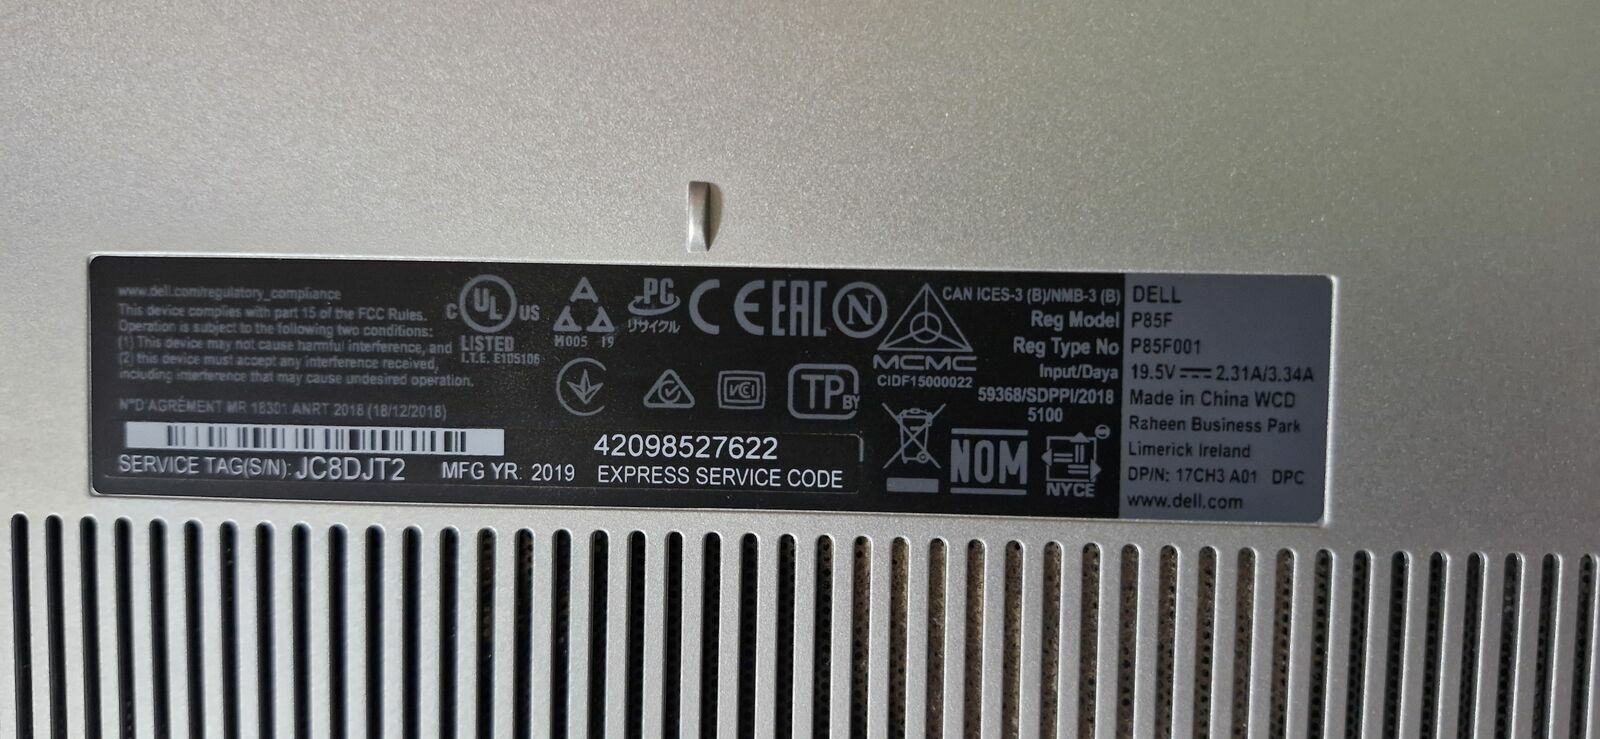 www.dell.com/regulatory_compliance
This device complies with part 15 of the FCC Rules.
Operation is subject to the following two conditions:
(1) This device may not cause harmful interference, and
(2) this device must accept any interference received,
including interference that may cause undesired operation.
N°D'AGRÉMENT MR 18301 ANRT 2018 (18/12/2018)
SERVICE TAG(S/N): JC8DJT2
MFG YR: 2019
C UL US
LISTED
I.T.E. E105106
M005 19
PC
リサイクル
CE
EAC
N
MCMC
CIDF15000022
VCCI
TP
BY
42098527622
EXPRESS SERVICE CODE
NOM
NYCE
CAN ICES-3 (B)/NMB-3 (B)
Reg Model
Reg Type No
Input/Daya
59368/SDPPI/2018
5100
DELL
P85F
P85F001
19.5V 2.31A/3.34A
Made in China WCD
Raheen Business Park
Limerick Ireland
DP/N: 17CH3 A01 DPC
www.dell.com